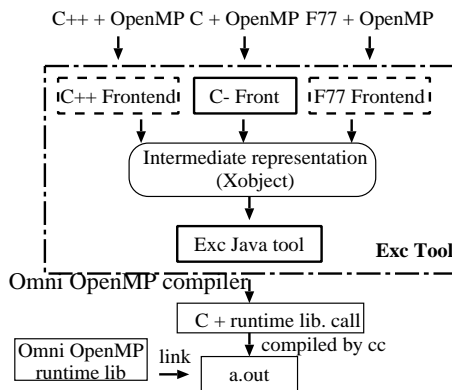 C++ + OpenMP C + OpenMP F77 + OpenMP
C++ Frontend
C- Front
F77 Frontend
Intermediate representation
(Xobject)
Exc Java tool
Exc Tool
Omni OpenMP compiler
C + runtime lib. call
compiled by cc
Omni OpenMP
runtime lib
link
a.out